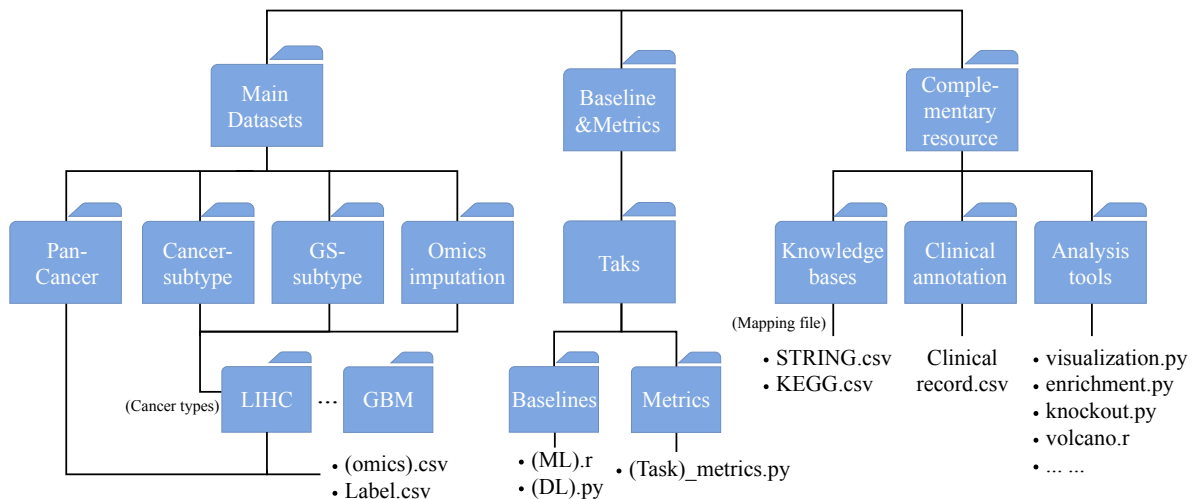 Main
Datasets
Baseline
&Metrics
Comple-
mentary
resource
Pan-
Cancer
Cancer-
subtype
GS-
subtype
Omics
imputation
Taks
Knowledge
bases
Clinical
annotation
Analysis
tools
(Mapping file)
• STRING.csv
• KEGG.csv
Clinical
record.csv
• visualization.py
• enrichment.py
• knockout.py
• volcano.r
• ... ...
(Cancer types)
LIHC
...
GBM
Baselines
Metrics
• (omics).csv
• Label.csv
• (ML).r
• (DL).py
• (Task)_metrics.py